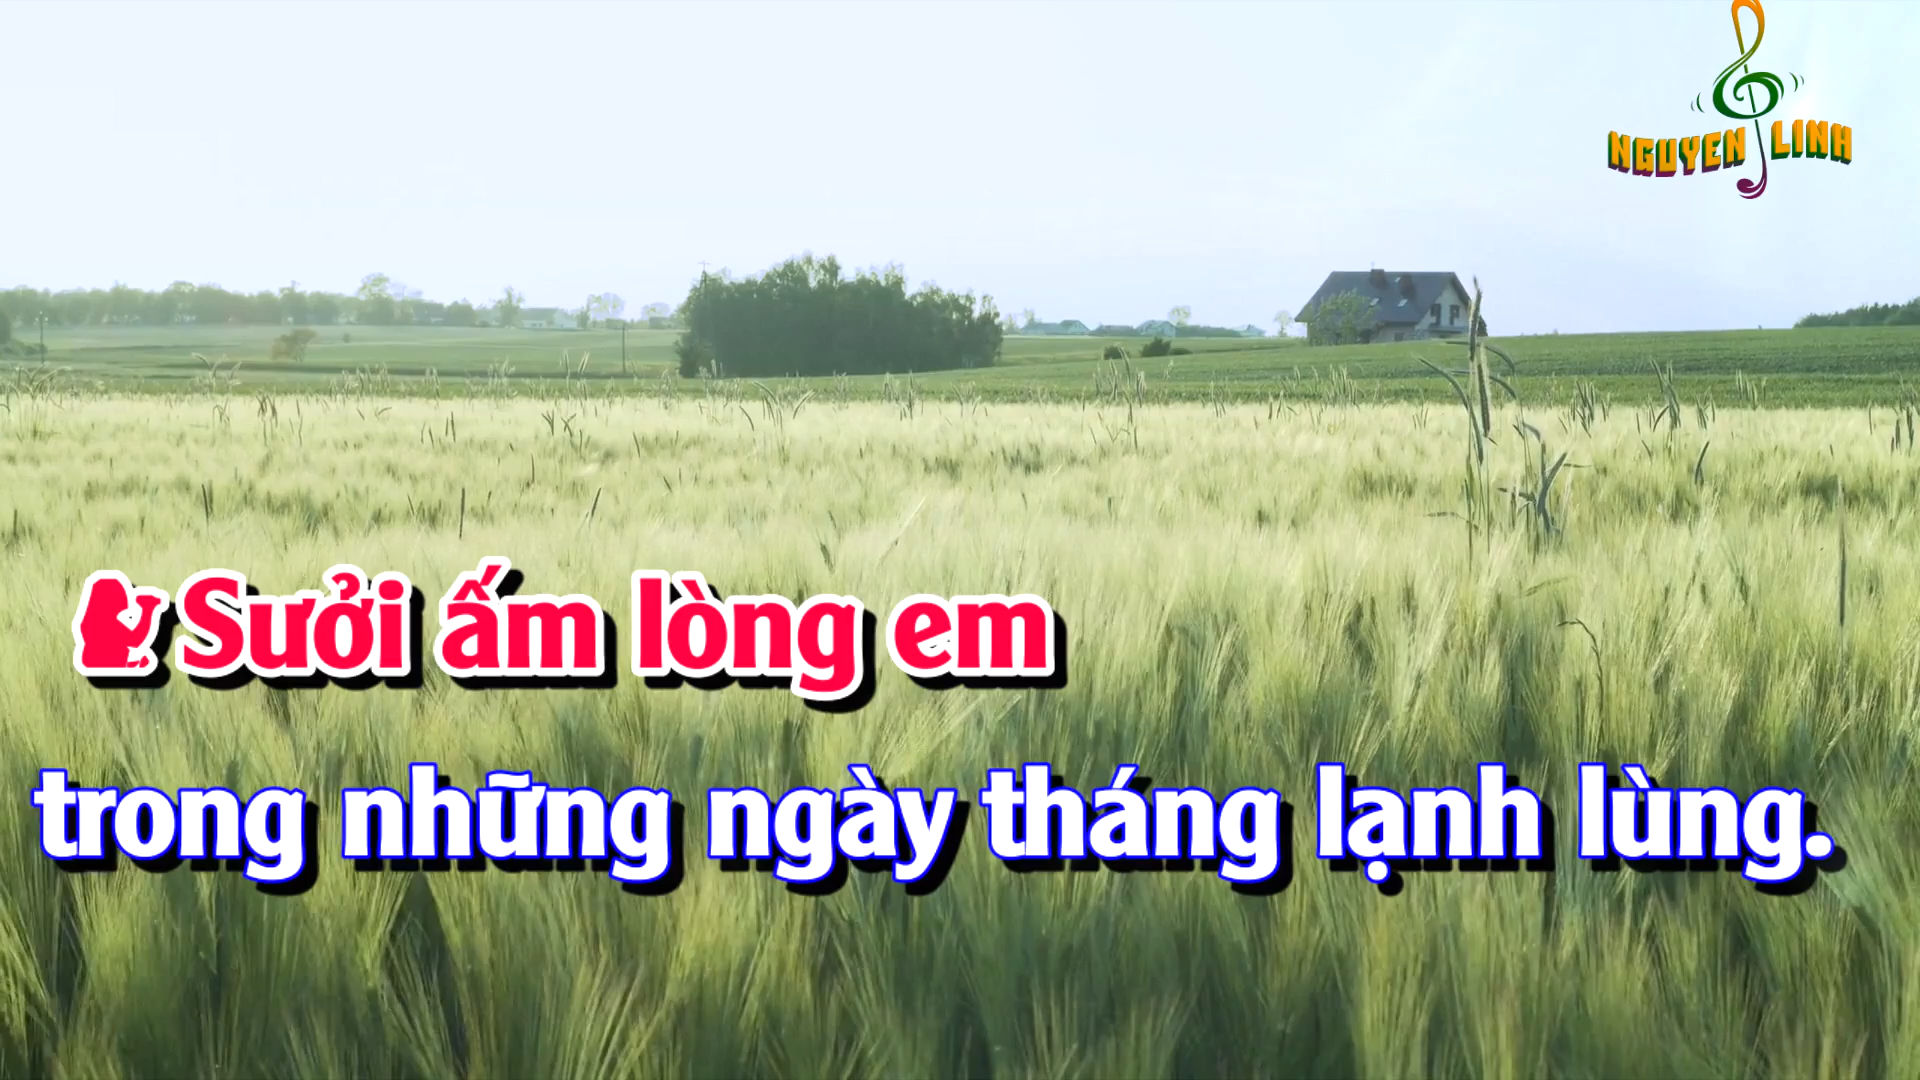 NGUYEN LINH
Sưởi ấm lòng em
trong những ngày tháng lạnh lùng.